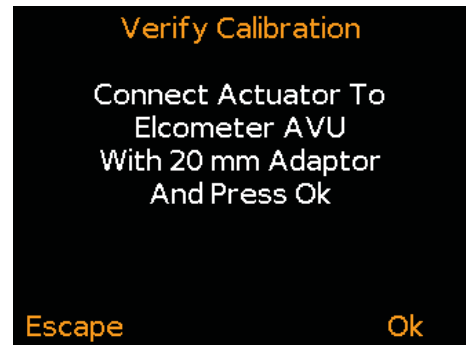 Verify Calibration
Connect Actuator To
Elcometer AVU
With 20 mm Adaptor
And Press Ok
Escape Ok